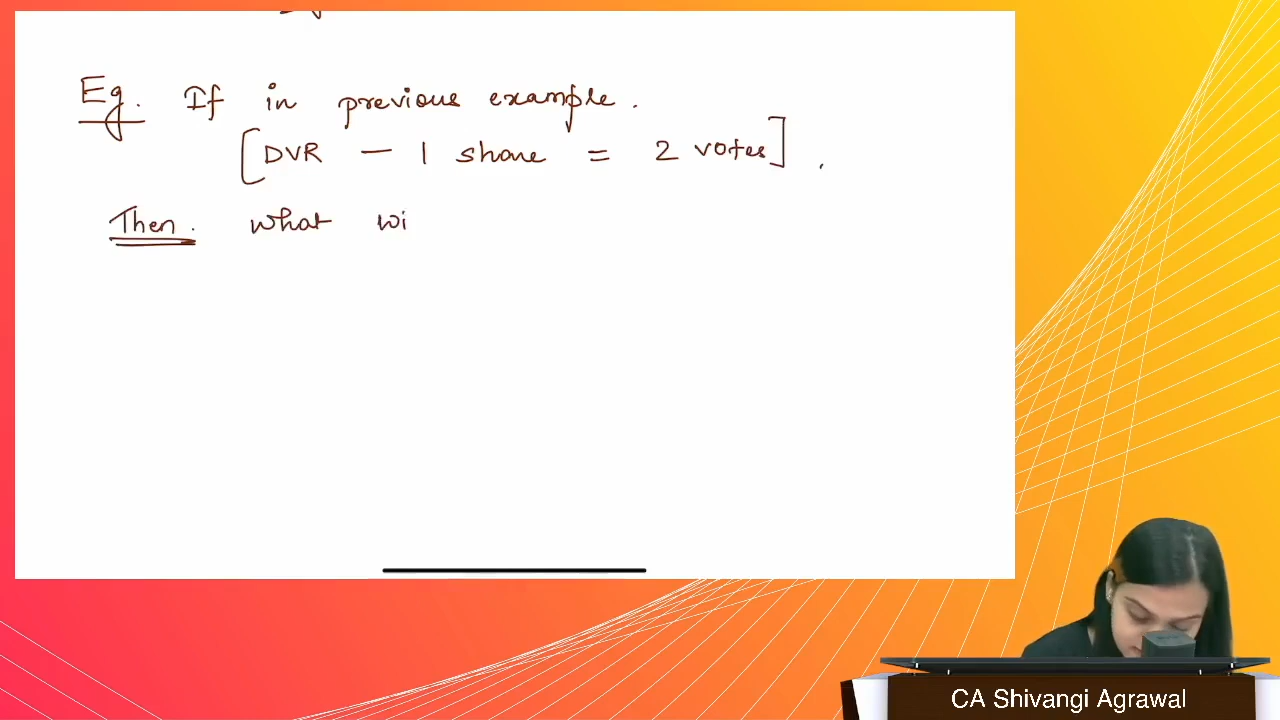 Eg. If in previous example.
[DVR — 1 share = 2 votes].
Then. what wi
CA Shivangi Agrawal